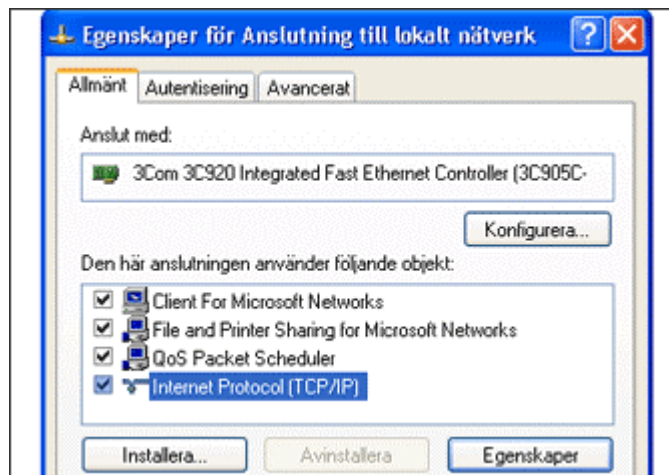 Egenskaper för Anslutning till lokalt nätverk
Allmänt Autentisering Avancerat
Anslut med:
3Com 3C920 Integrated Fast Ethernet Controller (3C905C-
Konfigurera...
Den här anslutningen använder följande objekt:
Client For Microsoft Networks
File and Printer Sharing for Microsoft Networks
QoS Packet Scheduler
Internet Protocol (TCP/IP)
Installera... Avinstallera Egenskaper